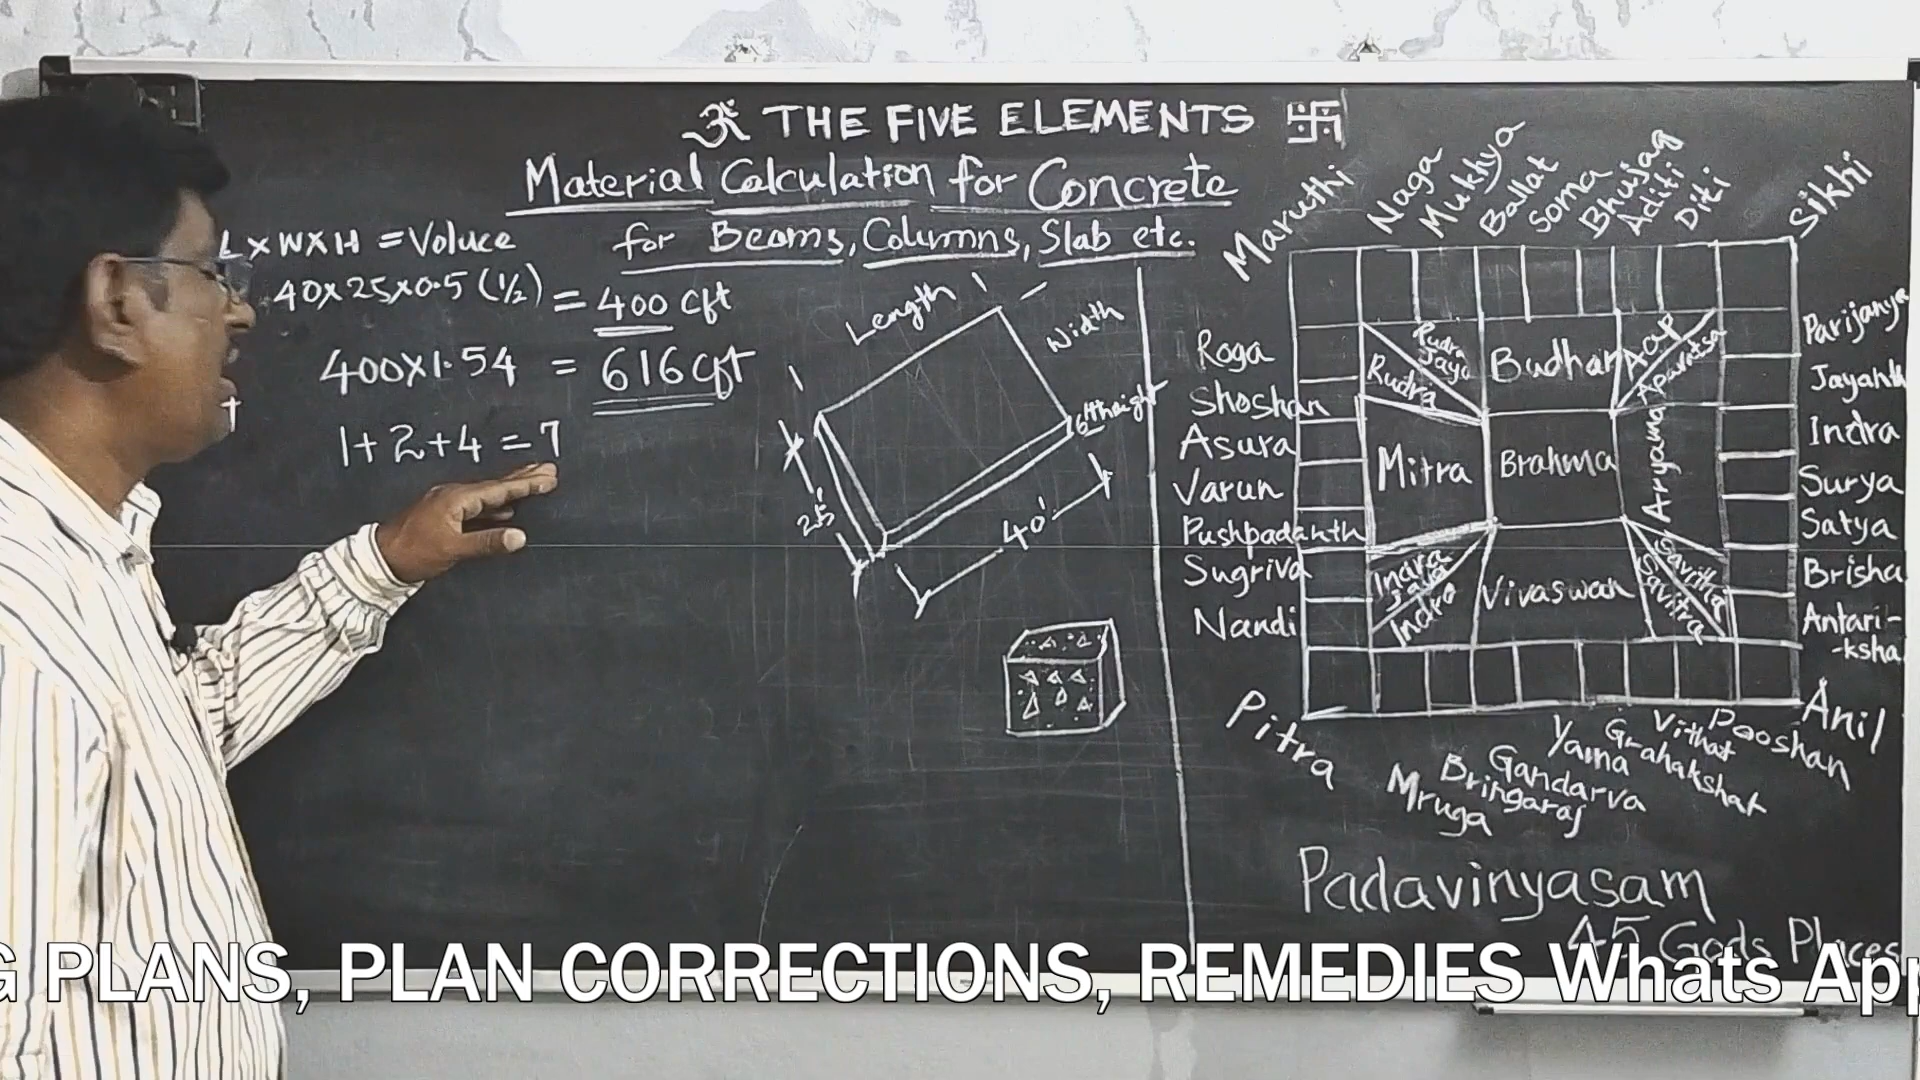 ॐ THE FIVE ELEMENTS 卐
Material Calculation for Concrete
for Beams, Columns, Slab etc.
L × W × H = Voluce
40 × 25 × 0.5 (1/2) = 400 cft
400 × 1.54 = 616 cft
1 + 2 + 4 = 7
Length
Width
6" height
25'
40'
Maruthi
Naga
Mukhya
Ballat
Soma
Bhujag
Aditi
Diti
Sikhi
Roga
Shoshan
Asura
Varun
Pushpadanth
Sugriva
Nandi
Rudra
Jaya
Rudra
Budhar
Aap
Apavatsa
Mitra
Brahma
Aryyama
Indra
Jaya
Indra
Vivaswan
Savitha
Savitra
Parijanya
Jayanth
Indra
Surya
Satya
Brisha
Antari-
-ksha
Pitra
Mruga
Bringaraj
Gandarva
Yama
Grahakshat
Vithat
Pooshan
Anil
Padavinyasam
45 Gods Places
G PLANS, PLAN CORRECTIONS, REMEDIES Whats App